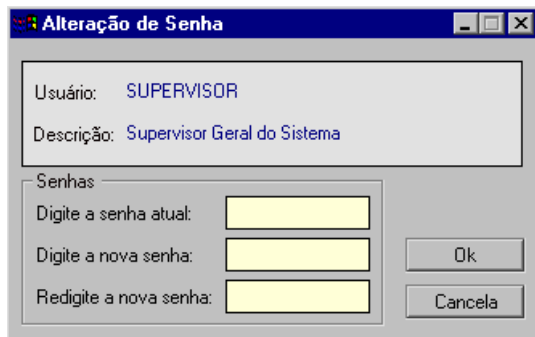 Alteração de Senha
Usuário: SUPERVISOR
Descrição: Supervisor Geral do Sistema
Senhas
Digite a senha atual:
Digite a nova senha:
Redigite a nova senha:
Ok
Cancela